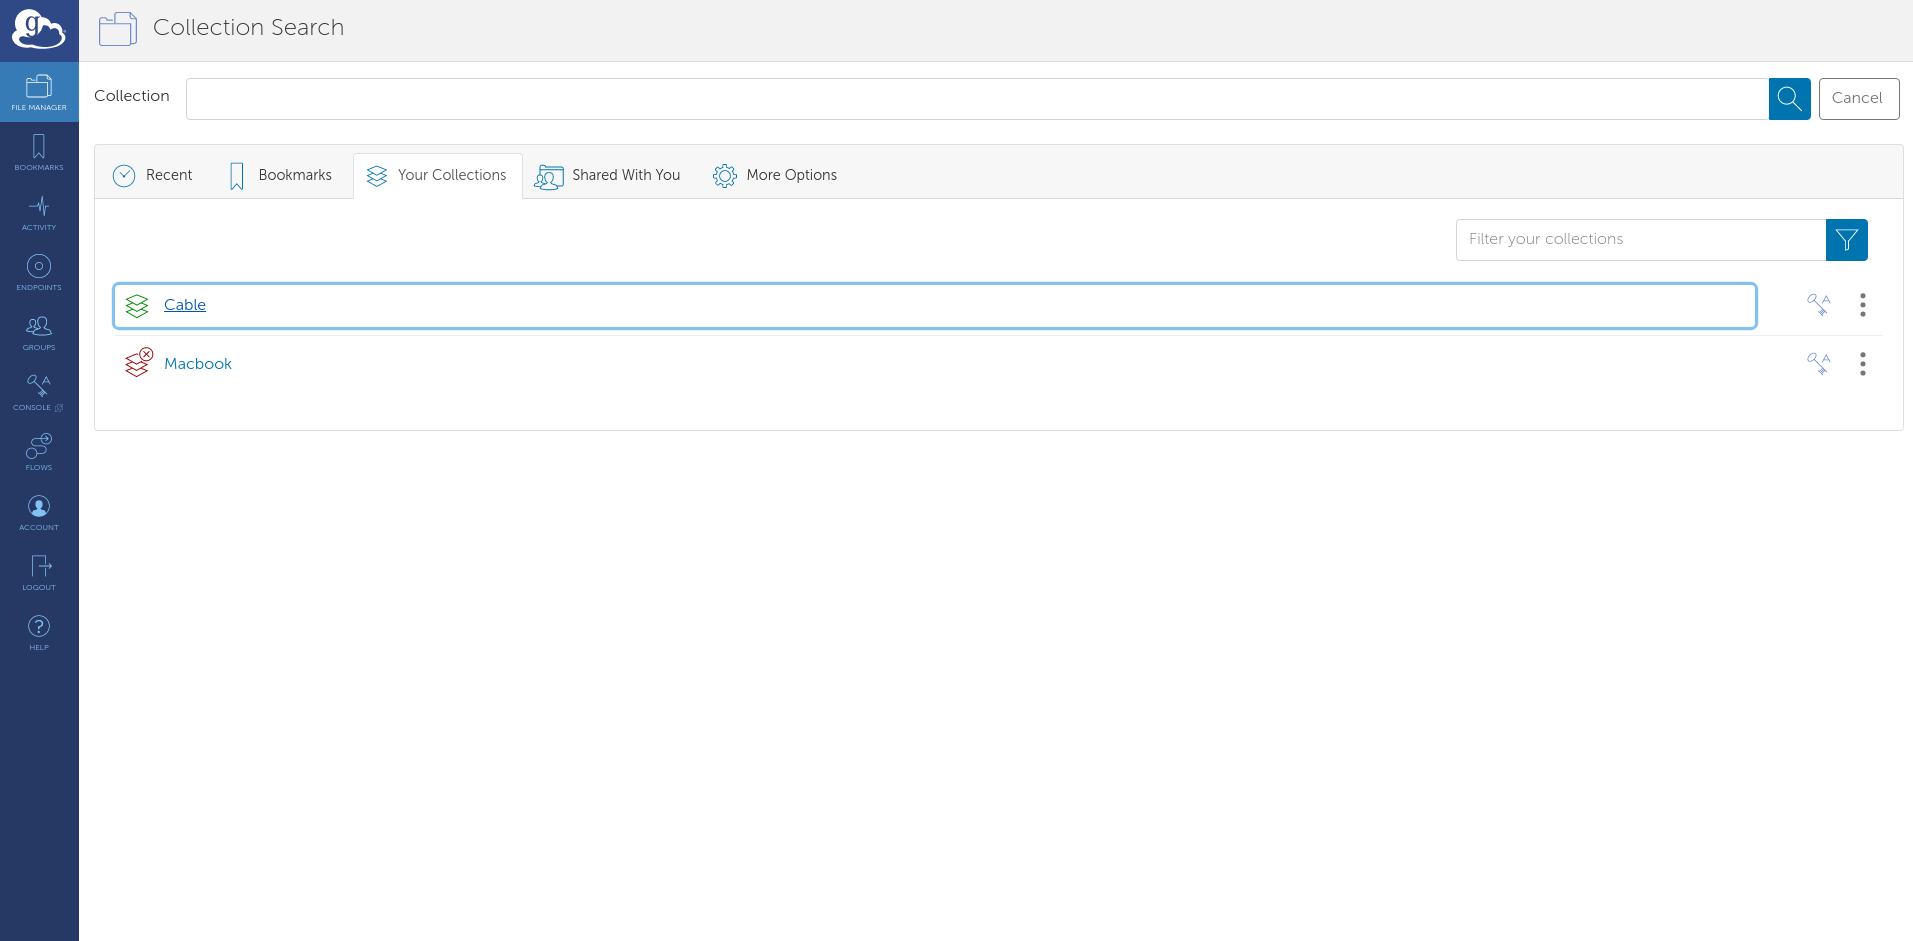 g
Collection Search
FILE MANAGER
BOOKMARKS
ACTIVITY
ENDPOINTS
GROUPS
CONSOLE
FLOWS
ACCOUNT
LOGOUT
?
HELP
Collection
Cancel
Recent
Bookmarks
Your Collections
Shared With You
More Options
Filter your collections
Cable
Macbook